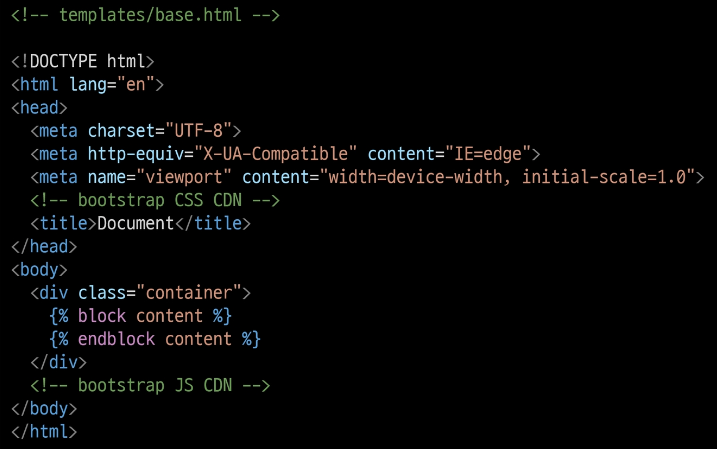 <!-- templates/base.html -->
<!DOCTYPE html>
<html lang="en">
<head>
<meta charset="UTF-8">
<meta http-equiv="X-UA-Compatible" content="IE=edge">
<meta name="viewport" content="width=device-width, initial-scale=1.0">
<!-- bootstrap CSS CDN -->
<title>Document</title>
</head>
<body>
<div class="container">
{% block content %}
{% endblock content %}
</div>
<!-- bootstrap JS CDN -->
</body>
</html>